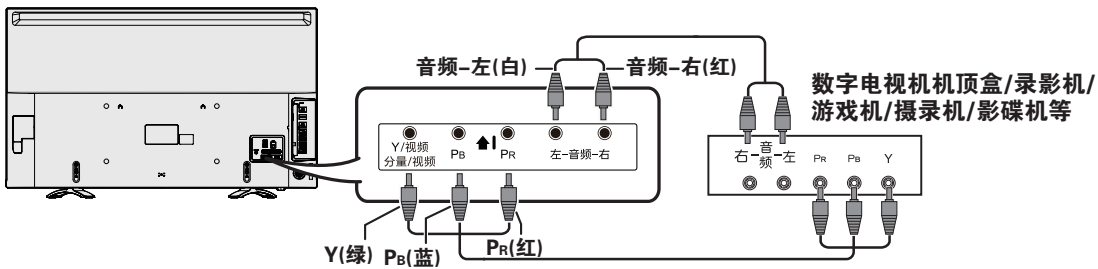 音频-左(白)
音频-右(红)
数字电视机机顶盒/录影机/
游戏机/摄录机/影碟机等
Y/视频
分量/视频
PB
PR
左-音频-右
右-音频-左
PR
PB
Y
Y(绿)
PB(蓝)
PR(红)